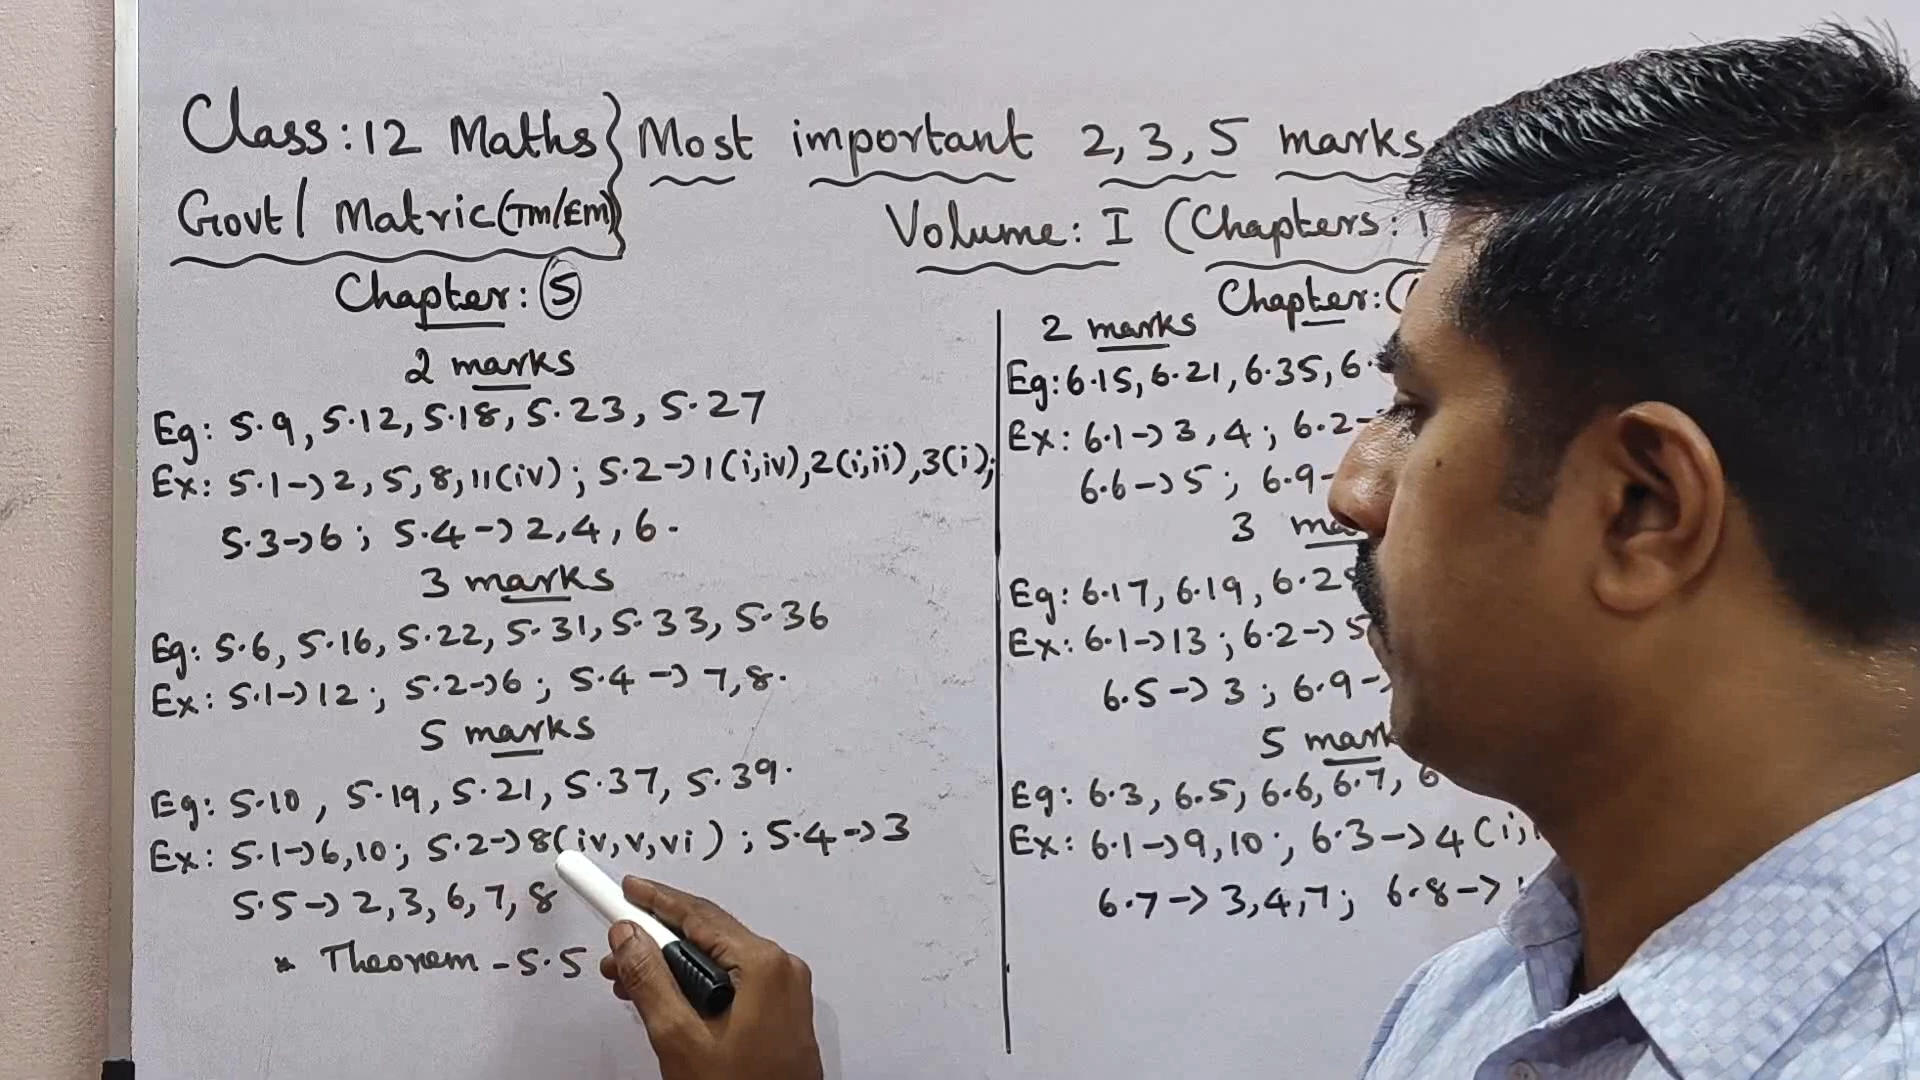 Class: 12 Maths } Most important 2, 3, 5 marks
Govt / Matric (TM/EM) Volume: I (Chapters: 1
Chapter: 5
2 marks
Eg: 5.9, 5.12, 5.18, 5.23, 5.27
Ex: 5.1→2, 5, 8, 11(iv) ; 5.2→1(i,iv), 2(i,ii), 3(i);
5.3→6 ; 5.4→2, 4, 6.
3 marks
Eg: 5.6, 5.16, 5.22, 5.31, 5.33, 5.36
Ex: 5.1→12 ; 5.2→6 ; 5.4→7, 8.
5 marks
Eg: 5.10, 5.19, 5.21, 5.37, 5.39.
Ex: 5.1→6, 10; 5.2→8(iv, v, vi) ; 5.4→3
5.5→2, 3, 6, 7, 8
* Theorem - 5.5
Chapter: (
2 marks
Eg: 6.15, 6.21, 6.35, 6.
Ex: 6.1→3, 4 ; 6.2-
6.6→5 ; 6.9-
3
Eg: 6.17, 6.19, 6.2
Ex: 6.1→13 ; 6.2→5
6.5→3 ; 6.9→
5 mark
Eg: 6.3, 6.5, 6.6, 6.7, 6
Ex: 6.1→9, 10 ; 6.3→4 (i,
6.7→3, 4, 7; 6.8→